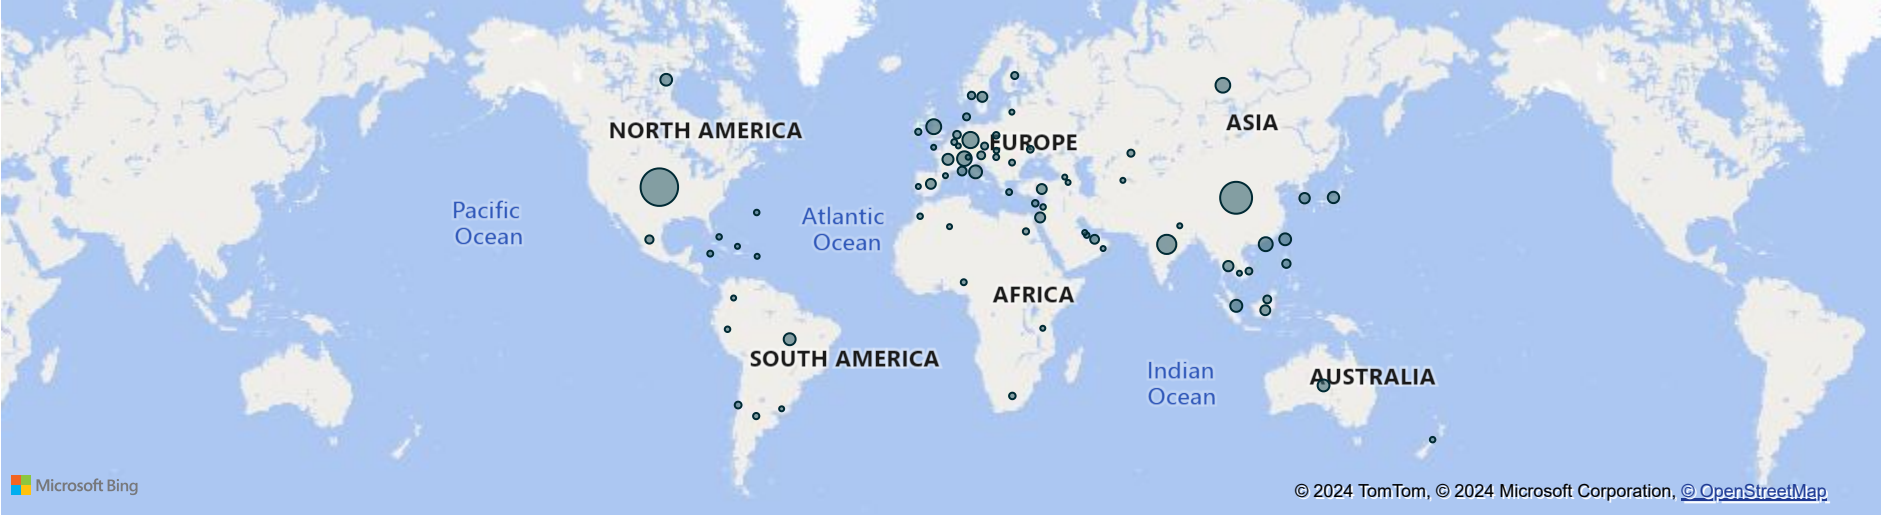 NORTH AMERICA
EUROPE
ASIA
Pacific
Ocean
Atlantic
Ocean
AFRICA
SOUTH AMERICA
Indian
Ocean
AUSTRALIA
Microsoft Bing
© 2024 TomTom, © 2024 Microsoft Corporation, © OpenStreetMap